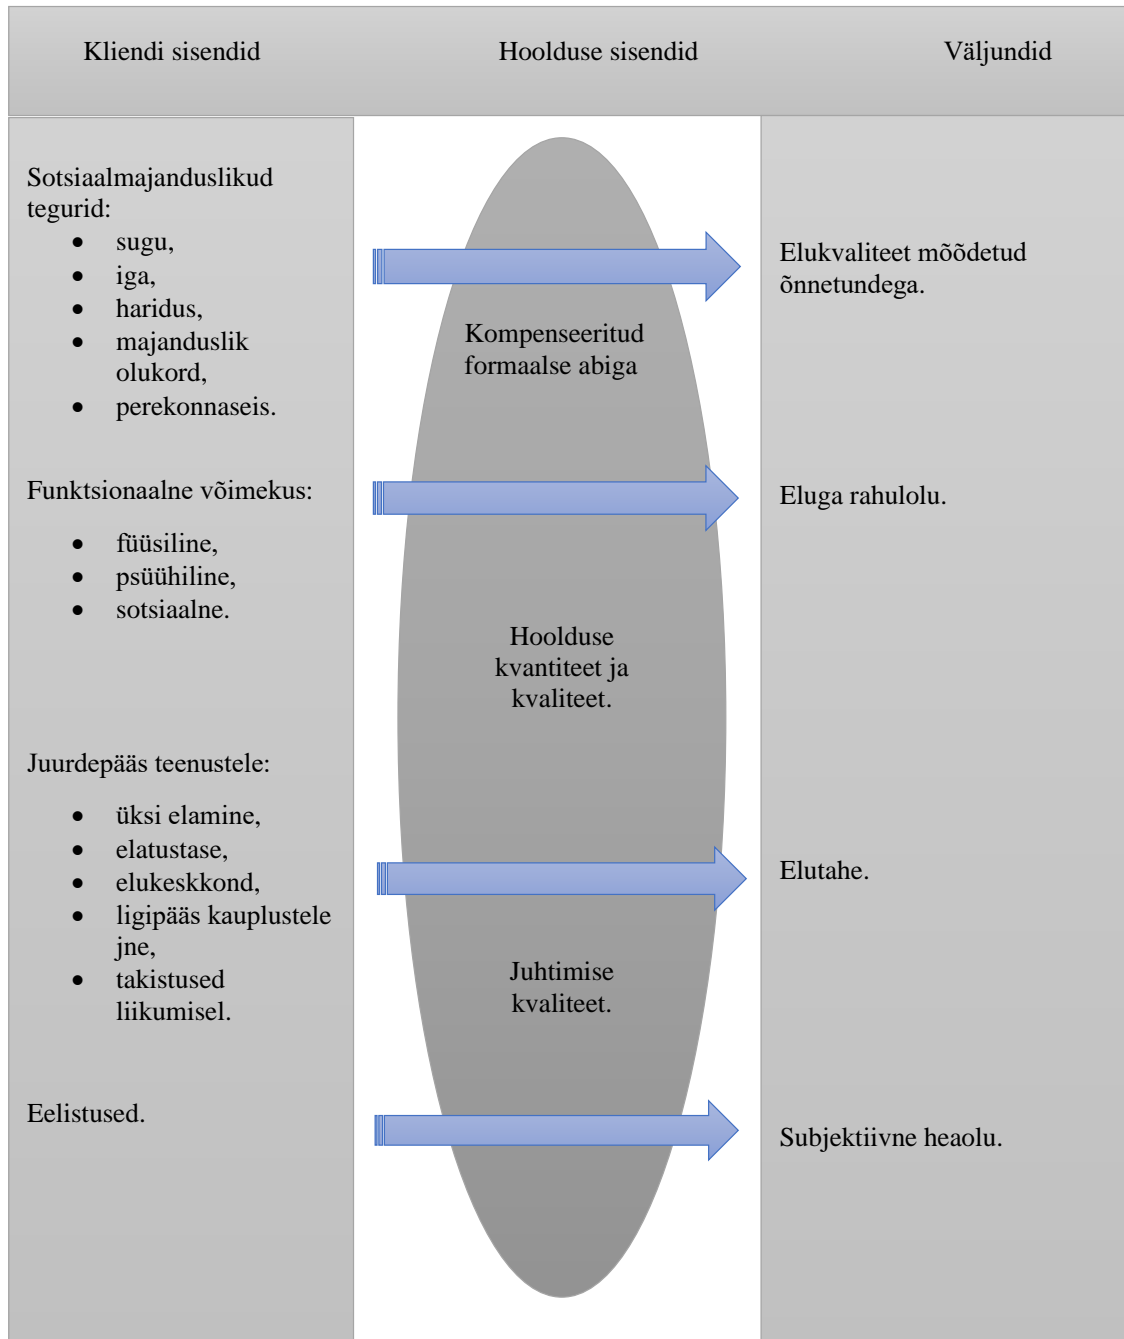 Kliendi sisendid
Hoolduse sisendid
Väljundid
Sotsiaalmajanduslikud
tegurid:
• sugu,
• iga,
• haridus,
• majanduslik
olukord,
• perekonnaseis.
Funktsionaalne võimekus:
• füüsiline,
• psüühiline,
• sotsiaalne.
Juurdepääs teenustele:
• üksi elamine,
• elatustase,
• elukeskkond,
• ligipääs kauplustele
jne,
• takistused
liikumisel.
Eelistused.
Kompenseeritud
formaalse abiga
Hoolduse
kvantiteet ja
kvaliteet.
Juhtimise
kvaliteet.
Elukvaliteet mõõdetud
õnnetundega.
Eluga rahulolu.
Elutahe.
Subjektiivne heaolu.